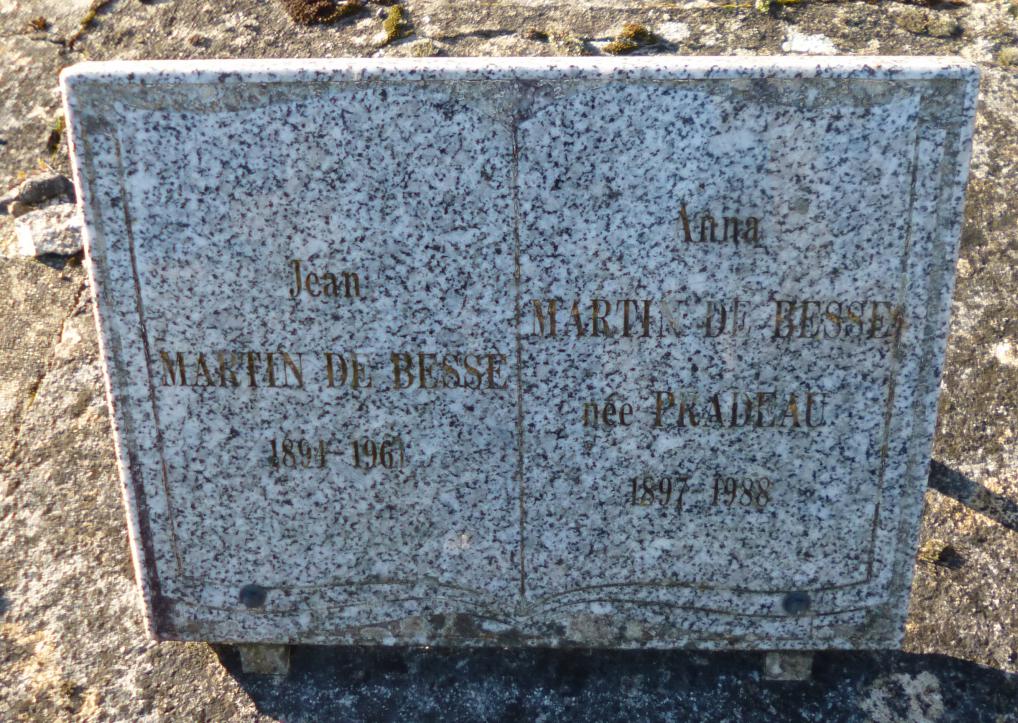 Jean
MARTIN DE BESSE
1894-1961
Anna
MARTIN DE BESSE
née PRADEAU
1897-1988